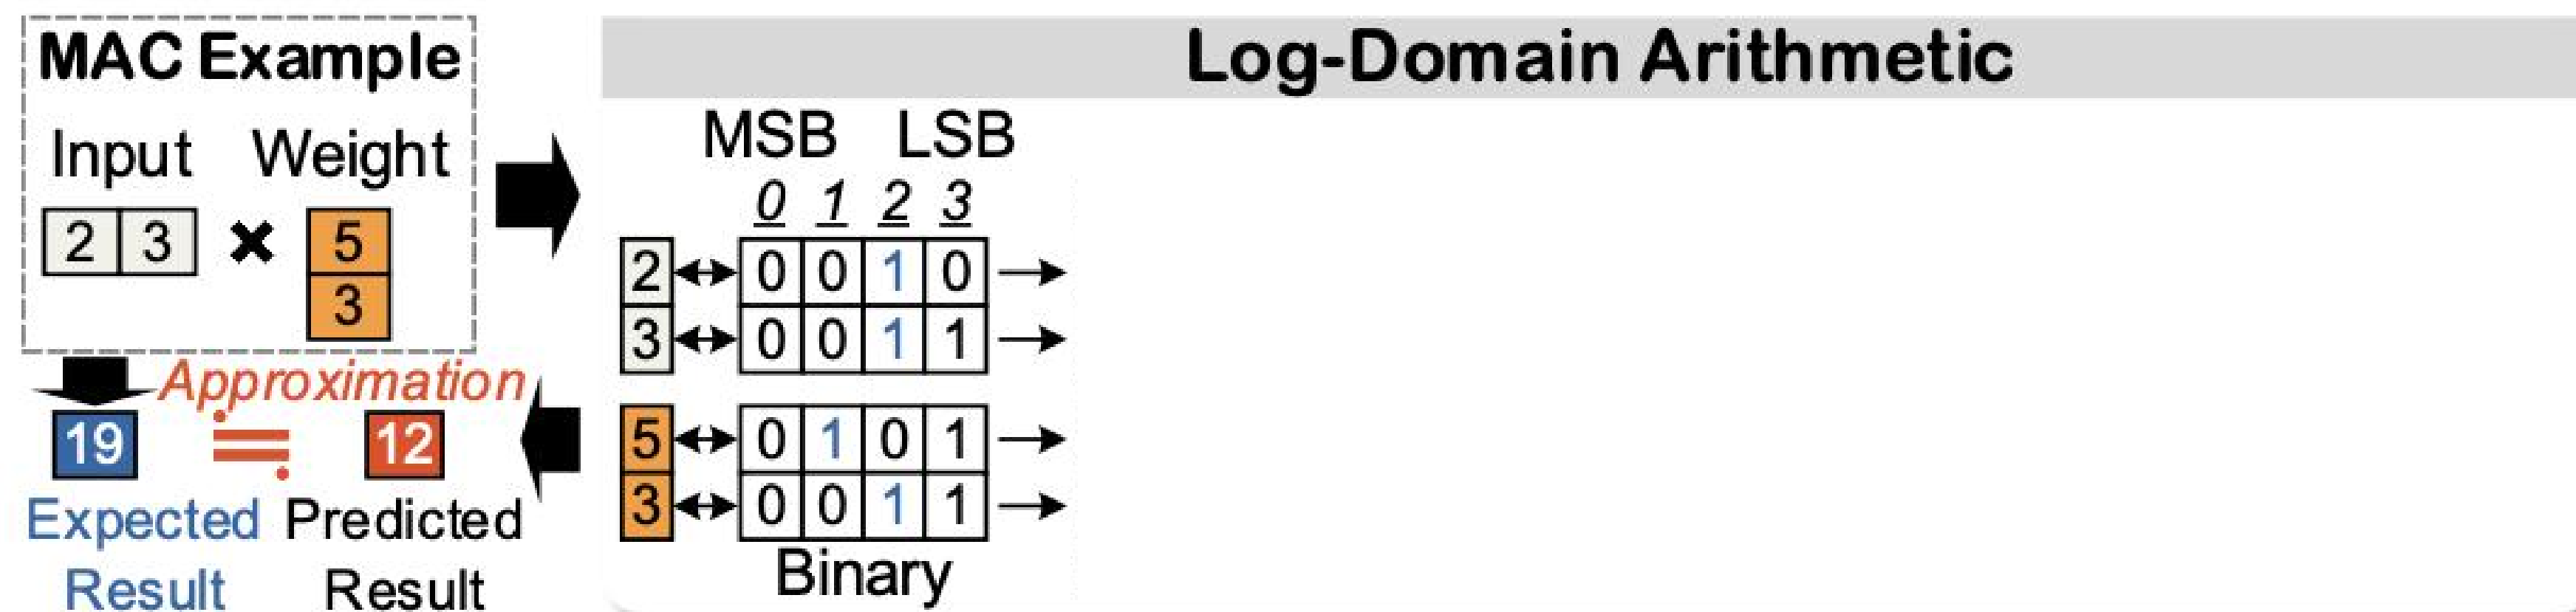 MAC Example
Input Weight
2 3 × 5
3
Approximation
19 ≒ 12
Expected Predicted
Result Result
Log-Domain Arithmetic
MSB LSB
0 1 2 3
2 0 0 1 0
3 0 0 1 1
5 0 1 0 1
3 0 0 1 1
Binary